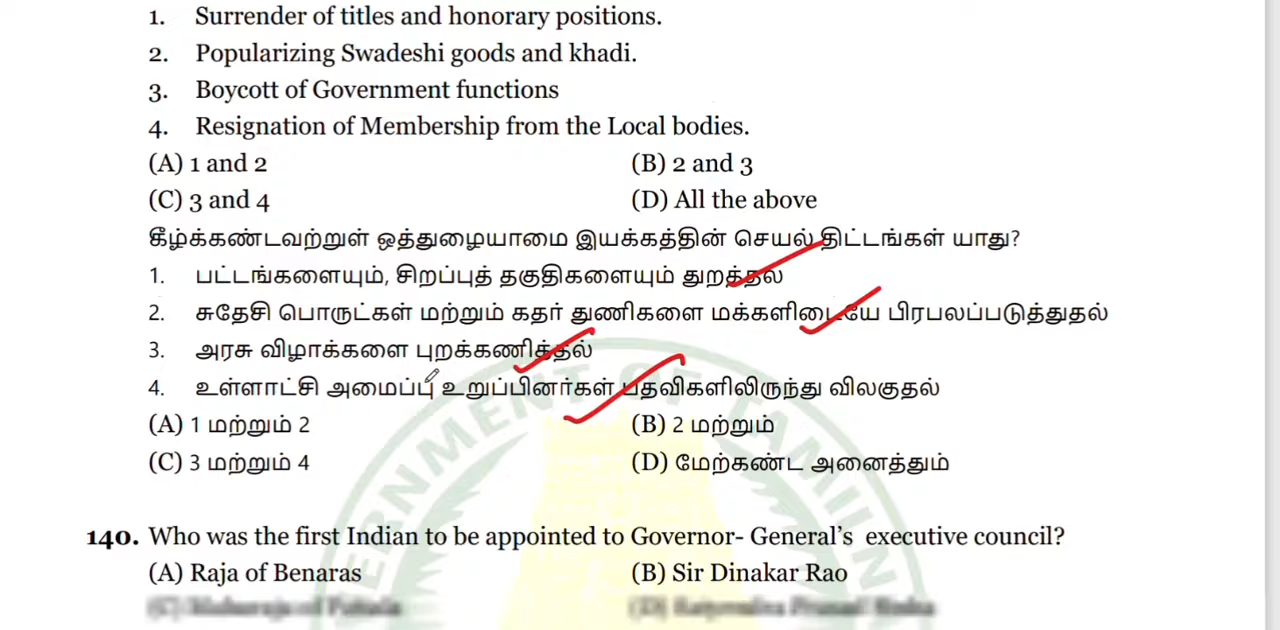 1. Surrender of titles and honorary positions.
2. Popularizing Swadeshi goods and khadi.
3. Boycott of Government functions
4. Resignation of Membership from the Local bodies.
(A) 1 and 2 (B) 2 and 3
(C) 3 and 4 (D) All the above
கீழ்க்கண்டவற்றுள் ஒத்துழையாமை இயக்கத்தின் செயல் திட்டங்கள் யாது?
1. பட்டங்களையும், சிறப்புத் தகுதிகளையும் துறத்தல்
2. சுதேசி பொருட்கள் மற்றும் கதர் துணிகளை மக்களிடையே பிரபலப்படுத்துதல்
3. அரசு விழாக்களை புறக்கணித்தல்
4. உள்ளாட்சி அமைப்பு உறுப்பினர்கள் பதவிகளிலிருந்து விலகுதல்
(A) 1 மற்றும் 2 (B) 2 மற்றும்
(C) 3 மற்றும் 4 (D) மேற்கண்ட அனைத்தும்
140. Who was the first Indian to be appointed to Governor- General's executive council?
(A) Raja of Benaras (B) Sir Dinakar Rao